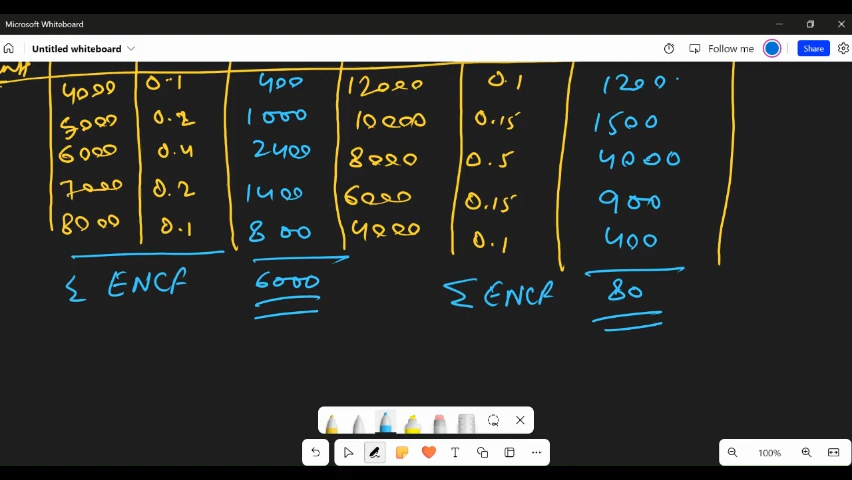 Microsoft Whiteboard
Untitled whiteboard
Follow me
Share
4000 0.1 400 12000 0.1 1200
5000 0.2 1000 10000 0.15 1500
6000 0.4 2400 8000 0.5 4000
7000 0.2 1400 6000 0.15 900
8000 0.1 800 4000 0.1 400
Σ ENCF 6000 Σ ENCF 80
100%